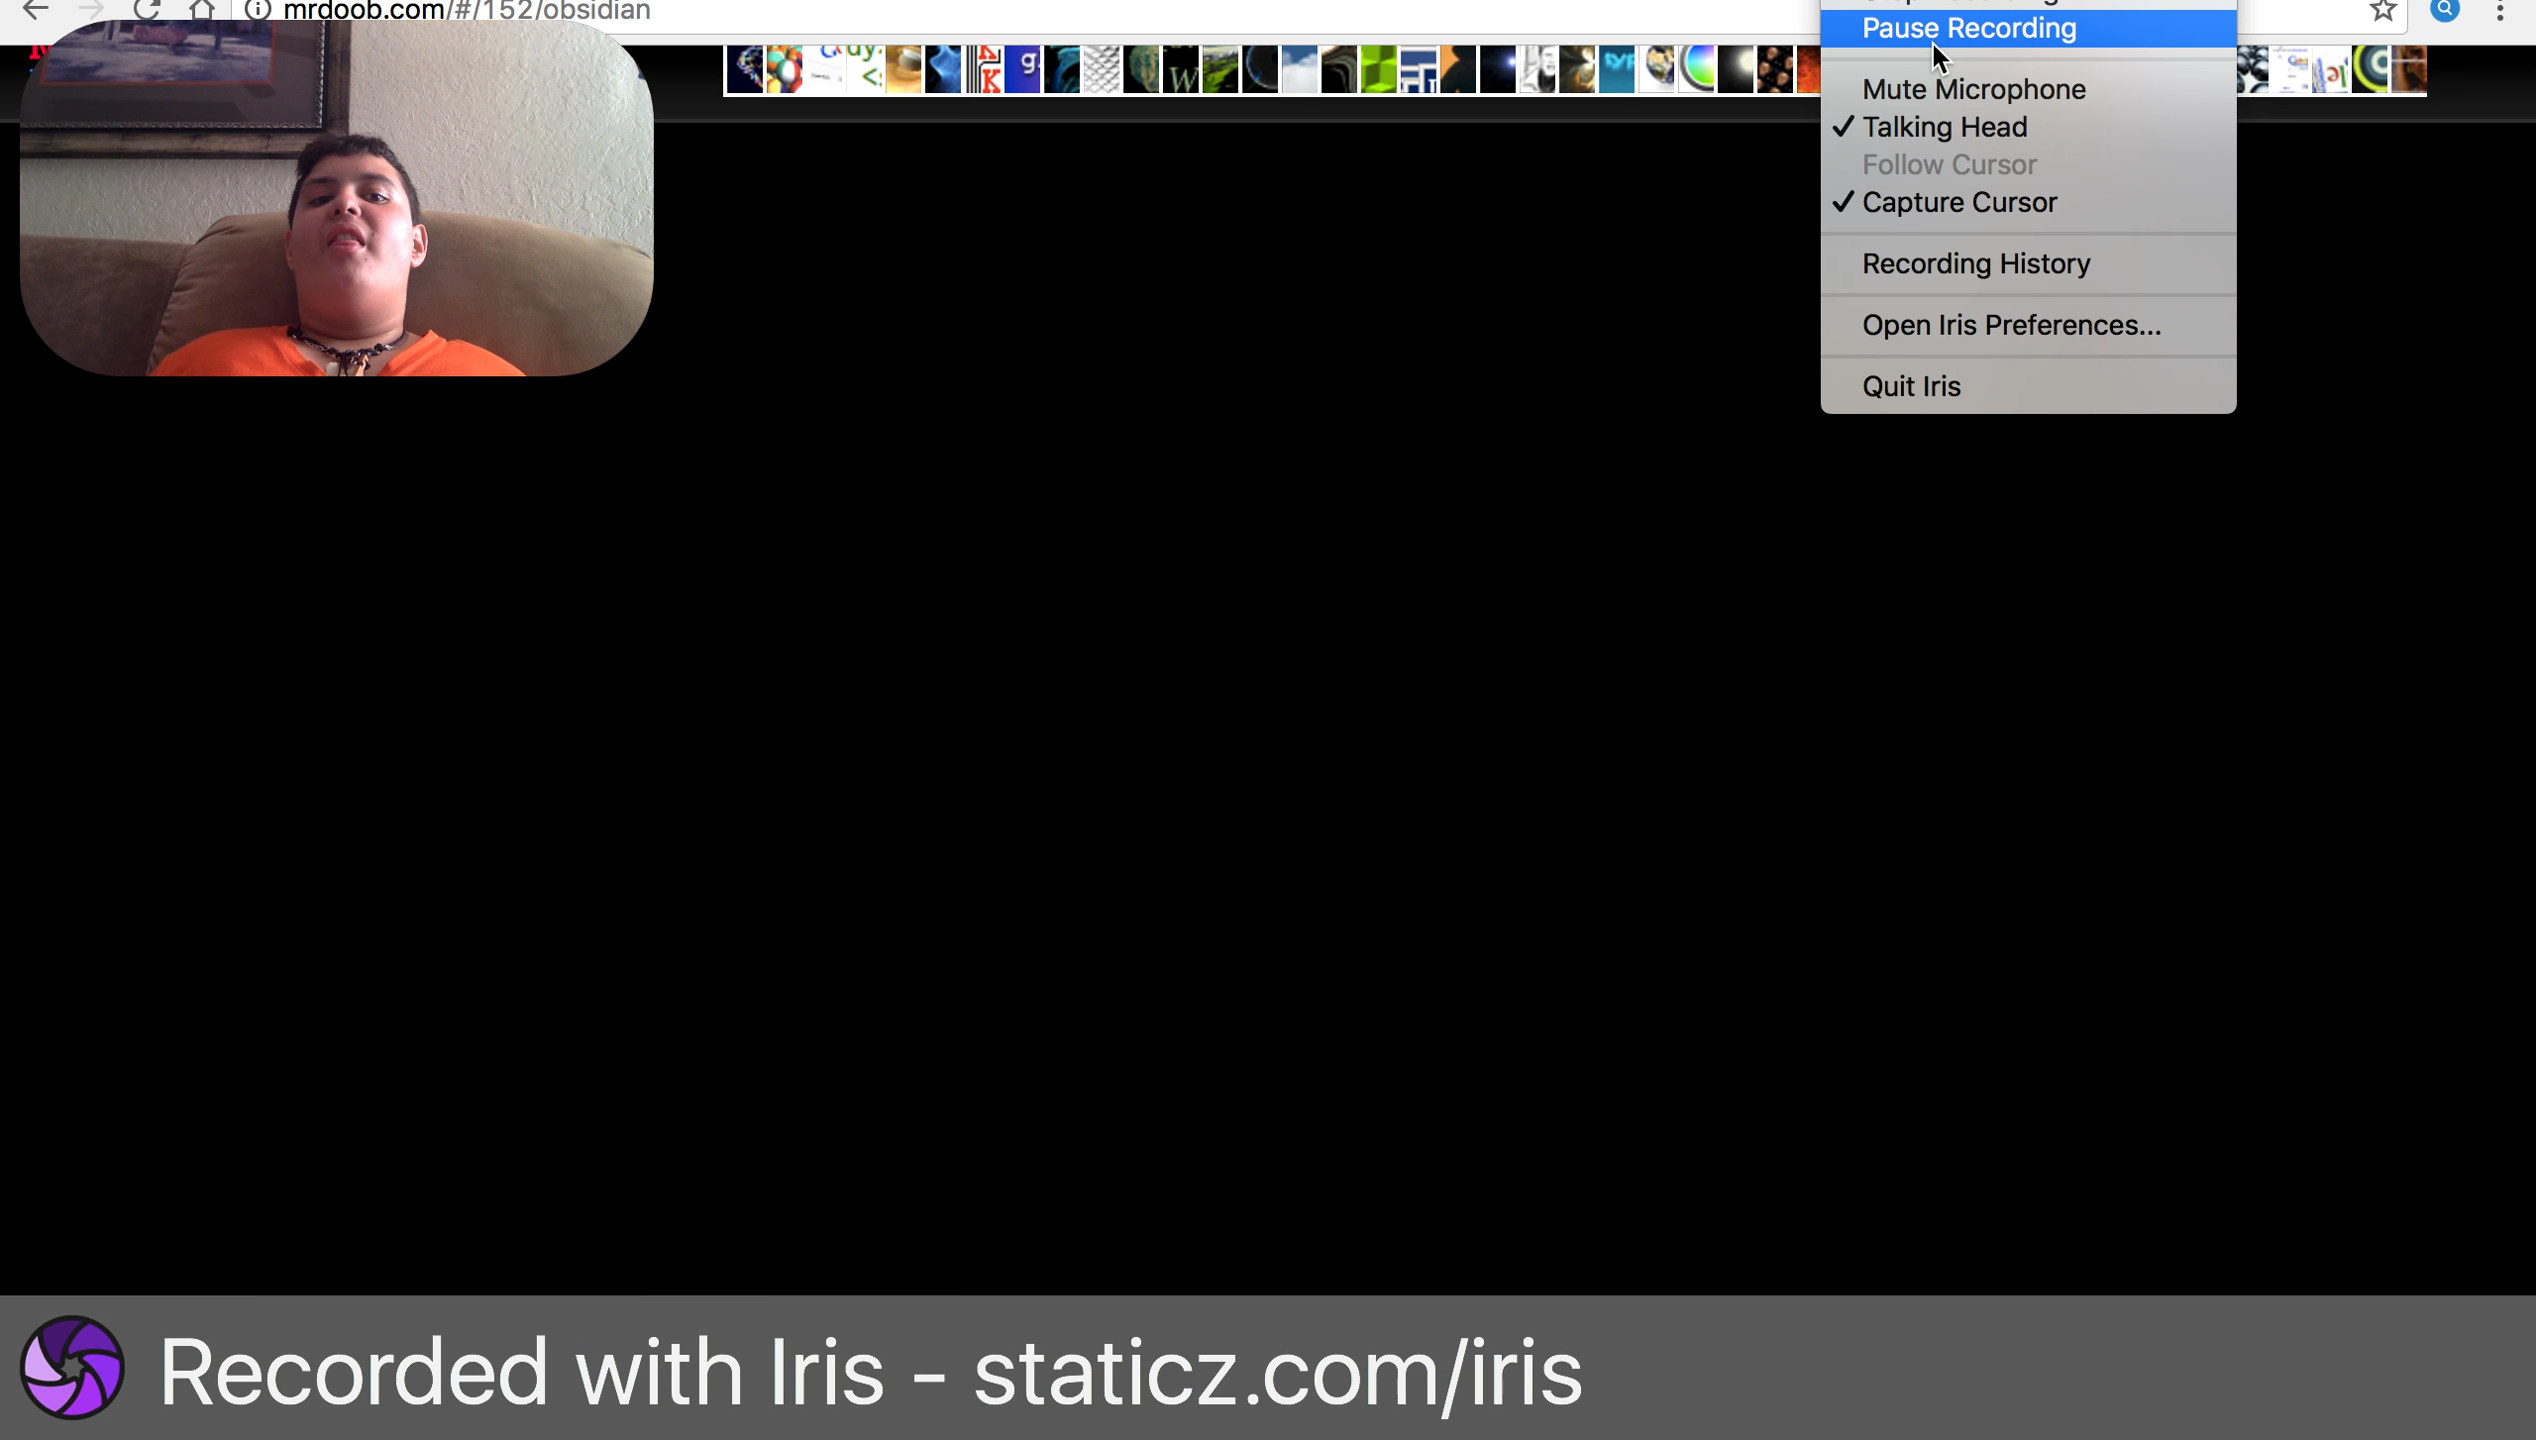 mrdoob.com/#/152/obsidian
Pause Recording
Mute Microphone
Talking Head
Follow Cursor
Capture Cursor
Recording History
Open Iris Preferences...
Quit Iris
Recorded with Iris - staticz.com/iris